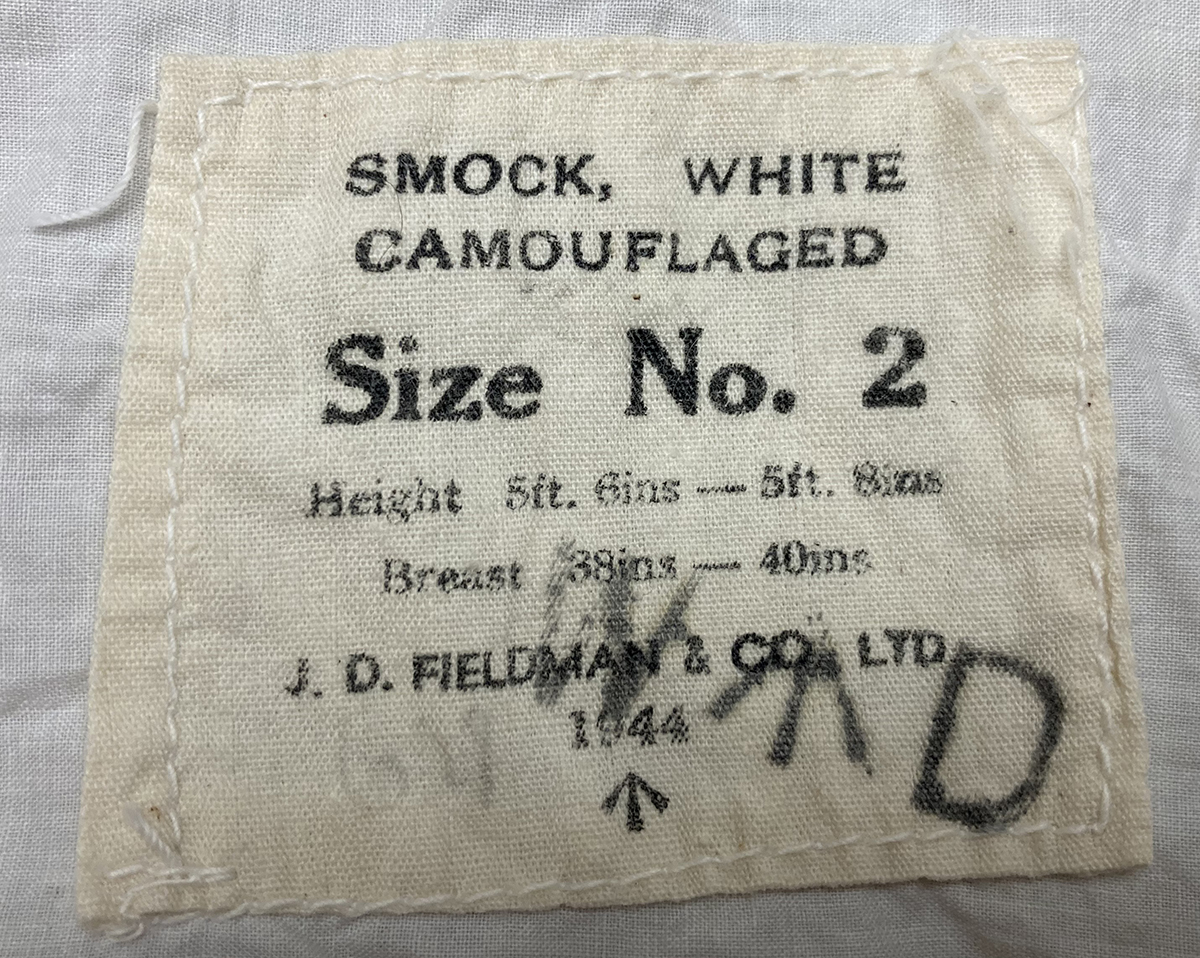 SMOCK, WHITE
CAMOUFLAGED
Size No. 2
Height 5ft. 6ins — 5ft. 8ins
Breast 38ins — 40ins
J. D. FIELDMAN & CO. LTD.
1944
D